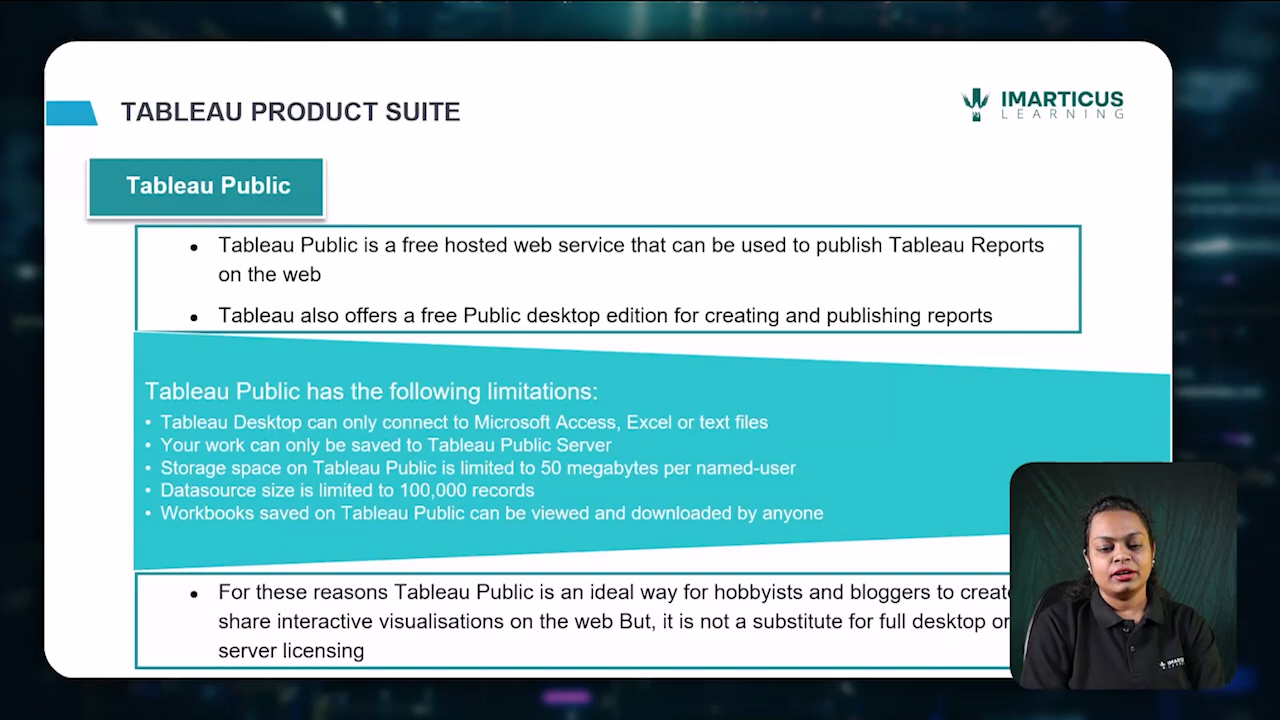 TABLEAU PRODUCT SUITE
IMARTICUS
LEARNING
Tableau Public
• Tableau Public is a free hosted web service that can be used to publish Tableau Reports
on the web
• Tableau also offers a free Public desktop edition for creating and publishing reports
Tableau Public has the following limitations:
• Tableau Desktop can only connect to Microsoft Access, Excel or text files
• Your work can only be saved to Tableau Public Server
• Storage space on Tableau Public is limited to 50 megabytes per named-user
• Datasource size is limited to 100,000 records
• Workbooks saved on Tableau Public can be viewed and downloaded by anyone
• For these reasons Tableau Public is an ideal way for hobbyists and bloggers to create
share interactive visualisations on the web But, it is not a substitute for full desktop or
server licensing